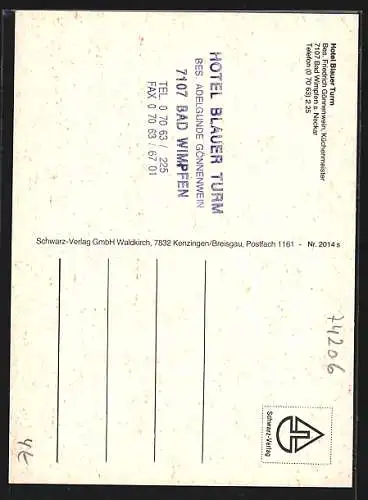 Hotel Blauer Turm
Bes. Friedrich Gönnenwein, Küchenmeister
7107 Bad Wimpfen a. Neckar
Telefon (0 70 63) 2 25
HOTEL BLAUER TURM
BES. ADELGUNDE GÖNNENWEIN
7107 BAD WIMPFEN
TEL. 0 70 63 / 225
FAX 0 70 63 / 67 01
Schwarz-Verlag GmbH Waldkirch, 7832 Kenzingen/Breisgau, Postfach 1161 - Nr. 2014 s
74206
Schwarz-Verlag
4€